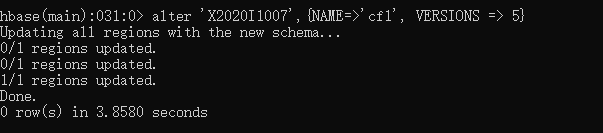 hbase(main):031:0> alter 'X2020I1007',{NAME=>'cf1', VERSIONS => 5}
Updating all regions with the new schema...
0/1 regions updated.
0/1 regions updated.
1/1 regions updated.
Done.
0 row(s) in 3.8580 seconds